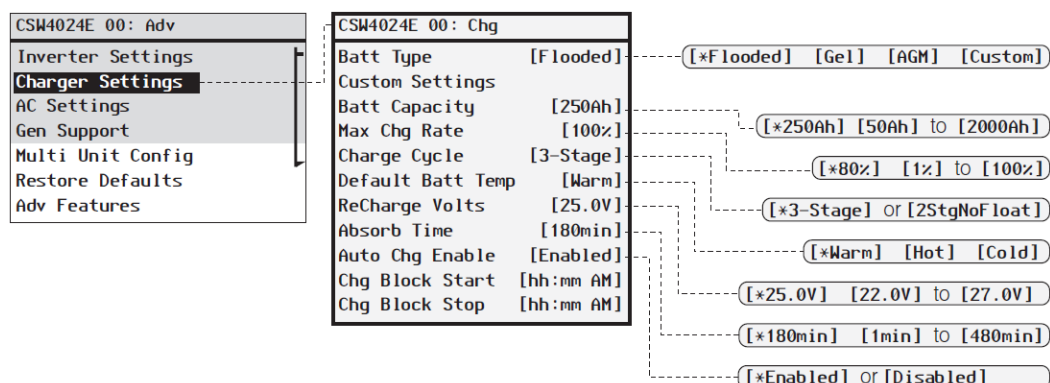 CSW4024E 00: Adv
Inverter Settings
Charger Settings
AC Settings
Gen Support
Multi Unit Config
Restore Defaults
Adv Features
CSW4024E 00: Chg
Batt Type [Flooded]
Custom Settings
Batt Capacity [250Ah]
Max Chg Rate [100%]
Charge Cycle [3-Stage]
Default Batt Temp [Warm]
ReCharge Volts [25.0V]
Absorb Time [180min]
Auto Chg Enable [Enabled]
Chg Block Start [hh:mm AM]
Chg Block Stop [hh:mm AM]
[*Flooded] [Gel] [AGM] [Custom]
[*250Ah] [50Ah] to [2000Ah]
[*80%] [1%] to [100%]
[*3-Stage] or [2StgNoFloat]
[*Warm] [Hot] [Cold]
[*25.0V] [22.0V] to [27.0V]
[*180min] [1min] to [480min]
[*Enabled] or [Disabled]